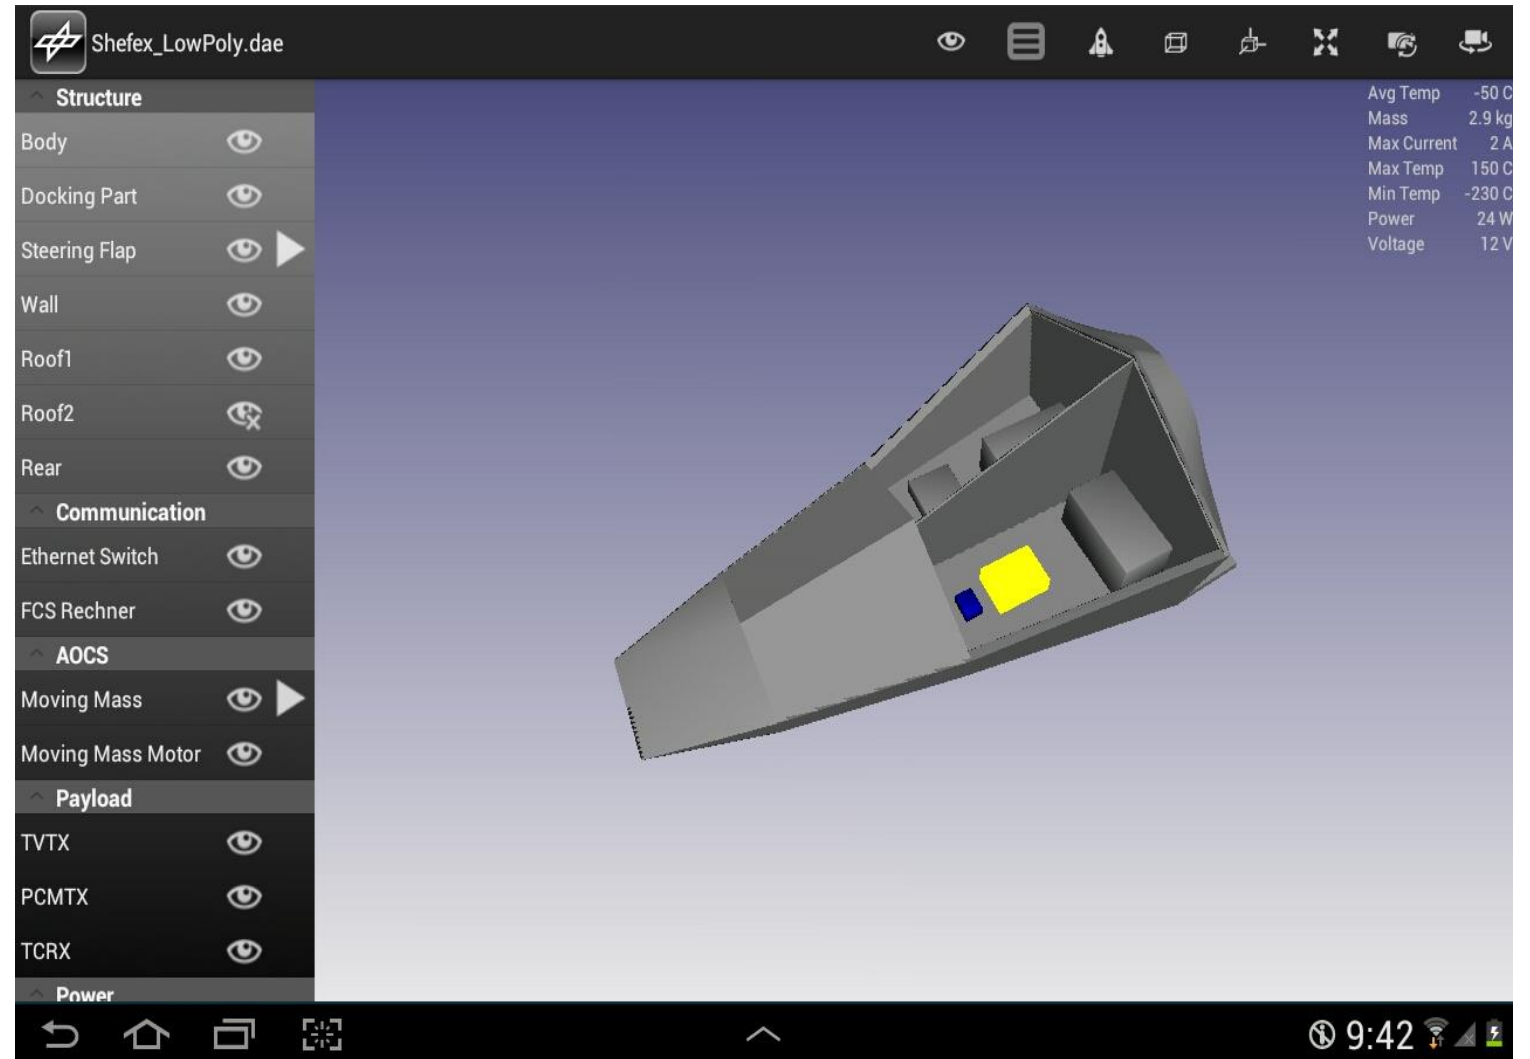 Shefex_LowPoly.dae
Structure
Body
Docking Part
Steering Flap
Wall
Roof1
Roof2
Rear
Communication
Ethernet Switch
FCS Rechner
AOCS
Moving Mass
Moving Mass Motor
Payload
TVTX
PCMTX
TCRX
Power
Avg Temp -50 C
Mass 2.9 kg
Max Current 2 A
Max Temp 150 C
Min Temp -230 C
Power 24 W
Voltage 12 V
9:42